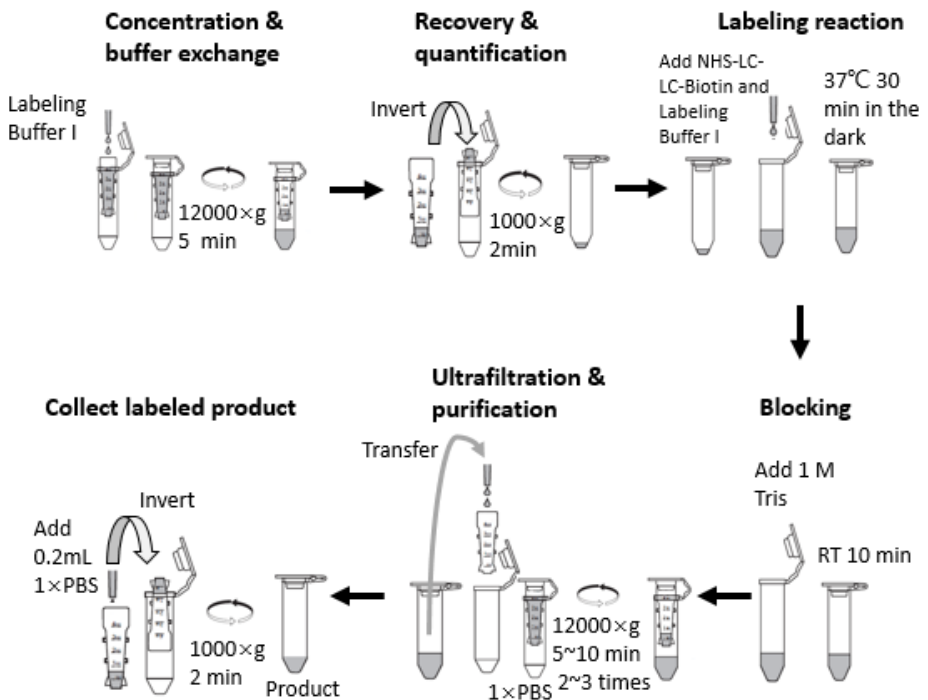 Concentration &
buffer exchange
Labeling
Buffer I
12000×g
5 min
Recovery &
quantification
Invert
1000×g
2min
Labeling reaction
Add NHS-LC-
LC-Biotin and
Labeling
Buffer I
37℃ 30
min in the
dark
Blocking
Add 1 M
Tris
RT 10 min
Ultrafiltration &
purification
Transfer
12000×g
5~10 min
2~3 times
1×PBS
Collect labeled product
Invert
Add
0.2mL
1×PBS
1000×g
2 min
Product